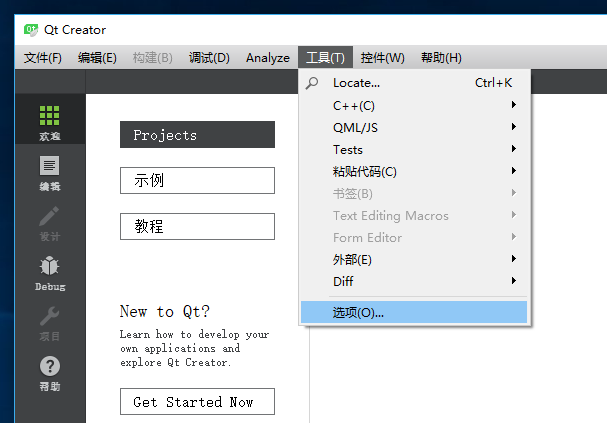 Qt Creator
文件(F) 编辑(E) 构建(B) 调试(D) Analyze 工具(T) 控件(W) 帮助(H)
Locate... Ctrl+K
C++(C)
QML/JS
Tests
粘贴代码(C)
书签(B)
Text Editing Macros
Form Editor
外部(E)
Diff
选项(O)...
欢迎
编辑
设计
Debug
项目
帮助
Projects
示例
教程
New to Qt?
Learn how to develop your
own applications and
explore Qt Creator.
Get Started Now